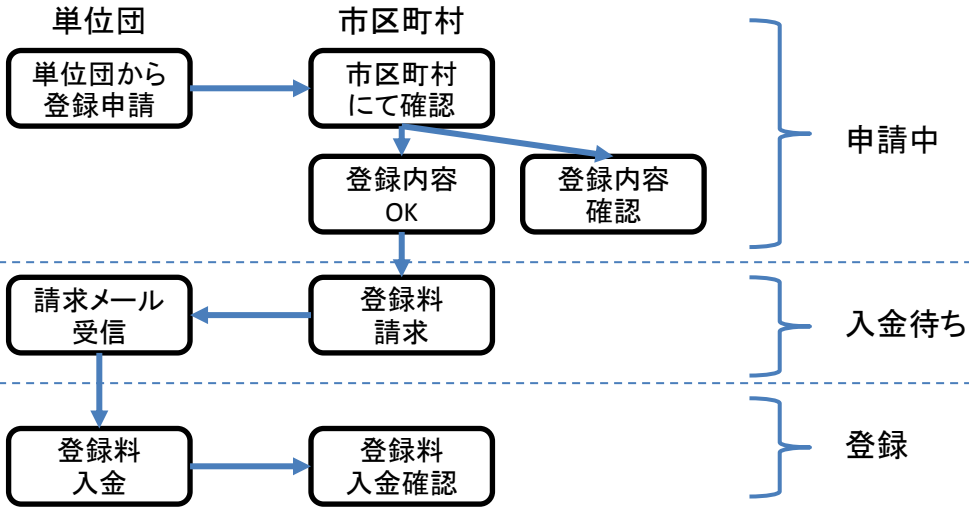 単位団
市区町村
単位団から
登録申請
市区町村
にて確認
申請中
登録内容
OK
登録内容
確認
請求メール
受信
登録料
請求
入金待ち
登録料
入金
登録料
入金確認
登録